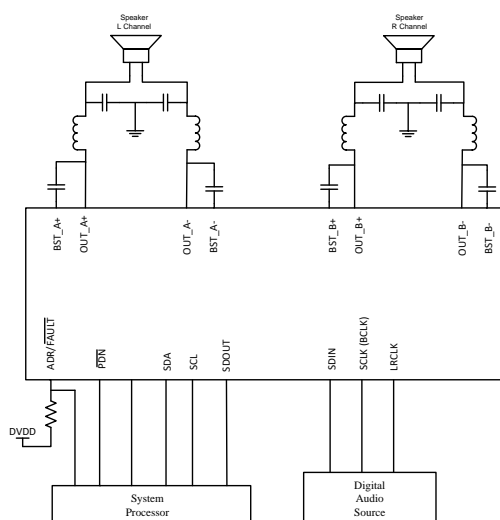 Speaker
L Channel
Speaker
R Channel
BST_A+
OUT_A+
OUT_A-
BST_A-
BST_B+
OUT_B+
OUT_B-
BST_B-
ADR/FAULT
PDN
SDA
SCL
SDOUT
SDIN
SCLK (BCLK)
LRCLK
DVDD
System
Processor
Digital
Audio
Source